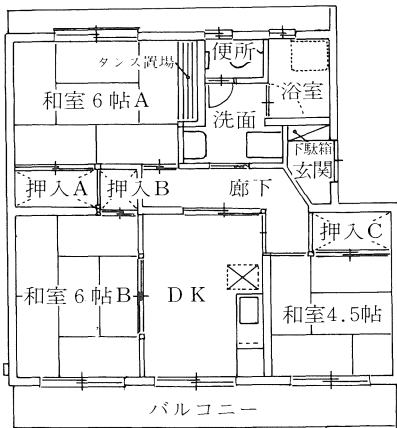 便所
タンス置場
浴室
和室6帖A
洗面
下駄箱
玄関
押入A
押入B
廊下
押入C
和室6帖B
DK
和室4.5帖
バルコニー